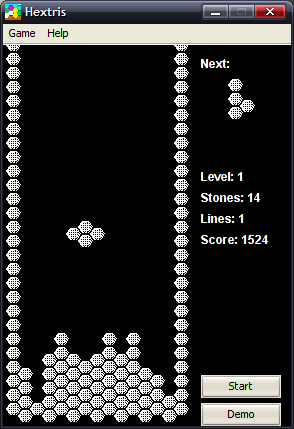 Hextris
Game Help
Next:
Level: 1
Stones: 14
Lines: 1
Score: 1524
Start
Demo